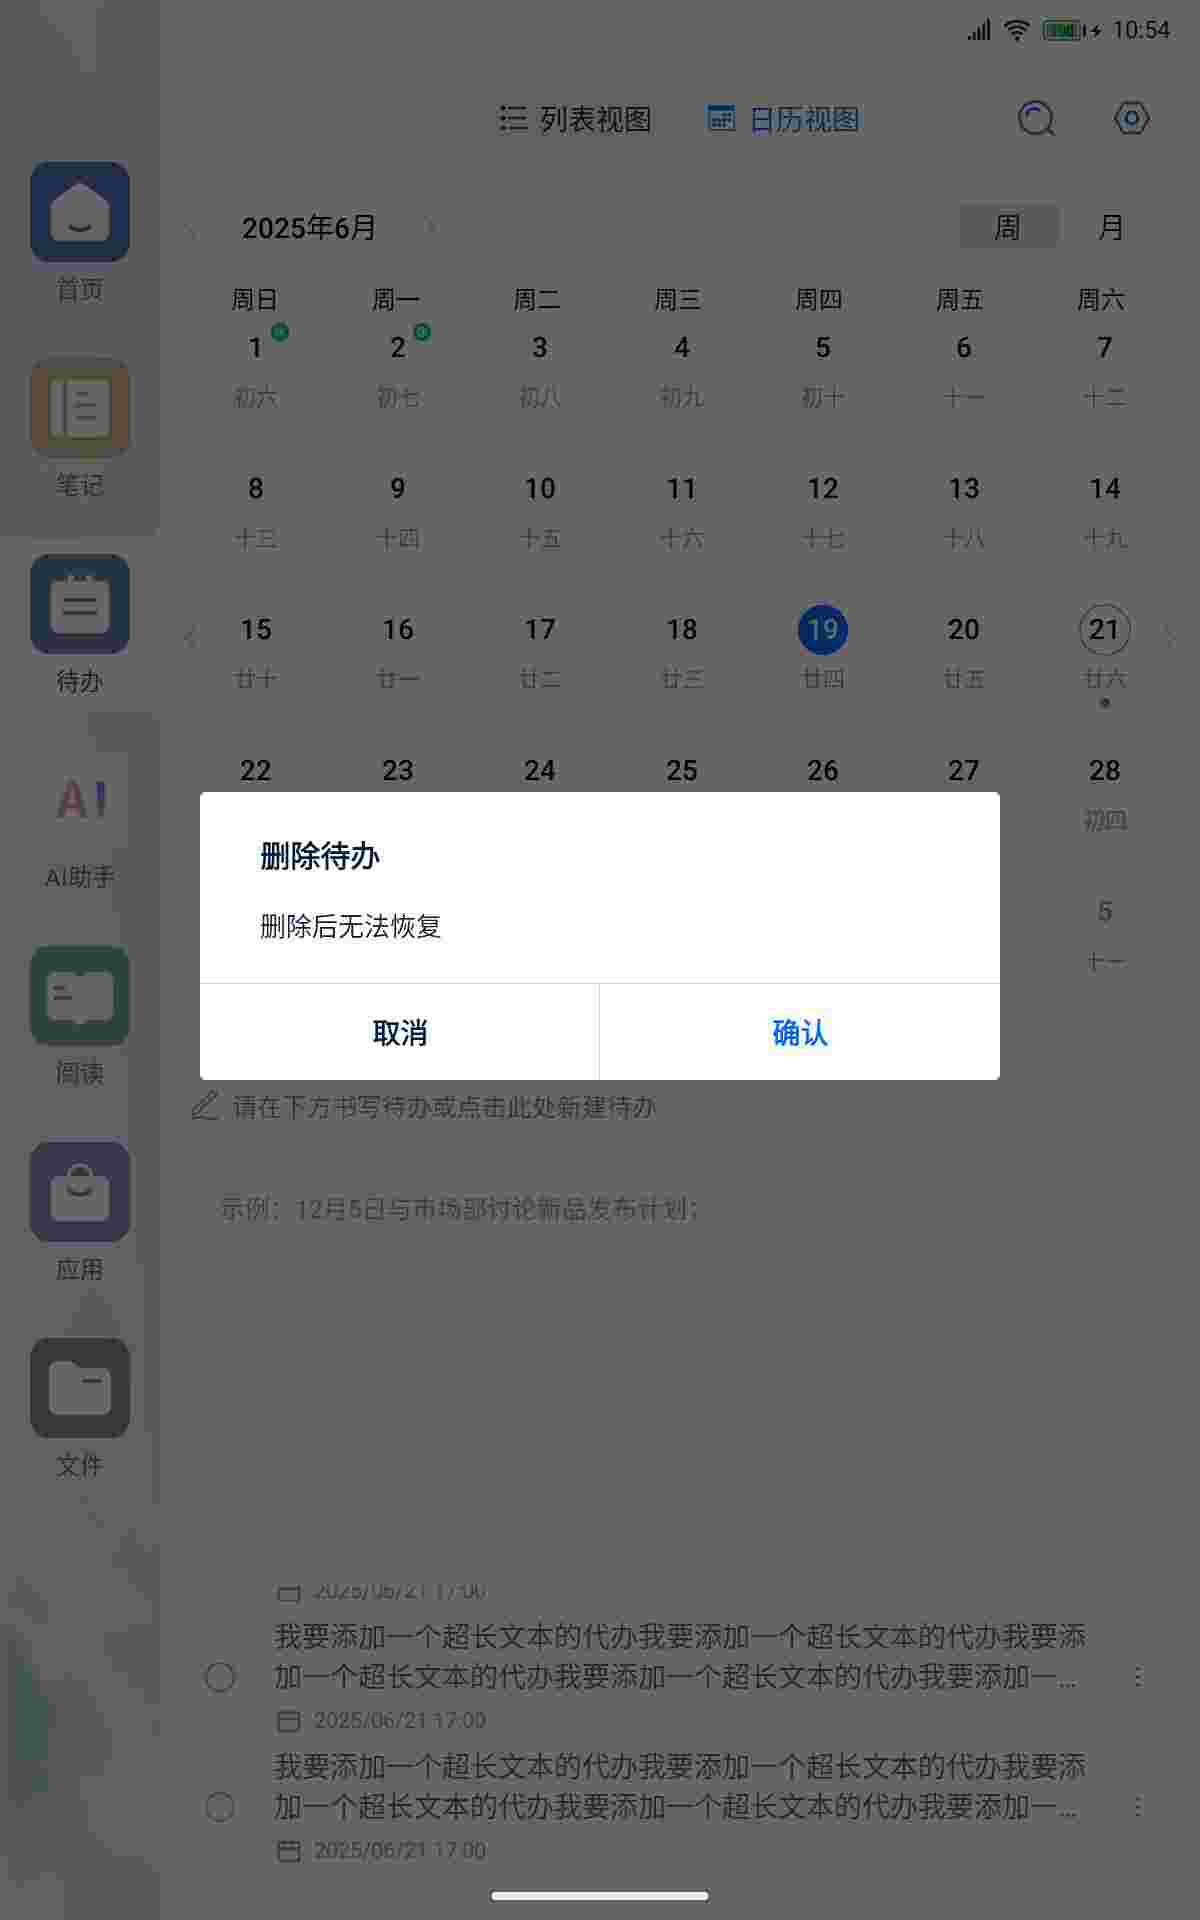 10:54
列表视图 日历视图
首页
笔记
待办
AI
AI助手
阅读
应用
文件
2025年6月
周 月
周日 周一 周二 周三 周四 周五 周六
1 2 3 4 5 6 7
初六 初七 初八 初九 初十 十一 十二
8 9 10 11 12 13 14
十三 十四 十五 十六 十七 十八 十九
15 16 17 18 19 20 21
廿十 廿一 廿二 廿三 廿四 廿五 廿六
22 23 24 25 26 27 28
初四
5
十一
删除待办
删除后无法恢复
取消 确认
请在下方书写待办或点击此处新建待办
示例：12月5日与市场部讨论新品发布计划；
2025/06/21 17:00
我要添加一个超长文本的代办我要添加一个超长文本的代办我要添
加一个超长文本的代办我要添加一个超长文本的代办我要添加一...
2025/06/21 17:00
我要添加一个超长文本的代办我要添加一个超长文本的代办我要添
加一个超长文本的代办我要添加一个超长文本的代办我要添加一...
2025/06/21 17:00